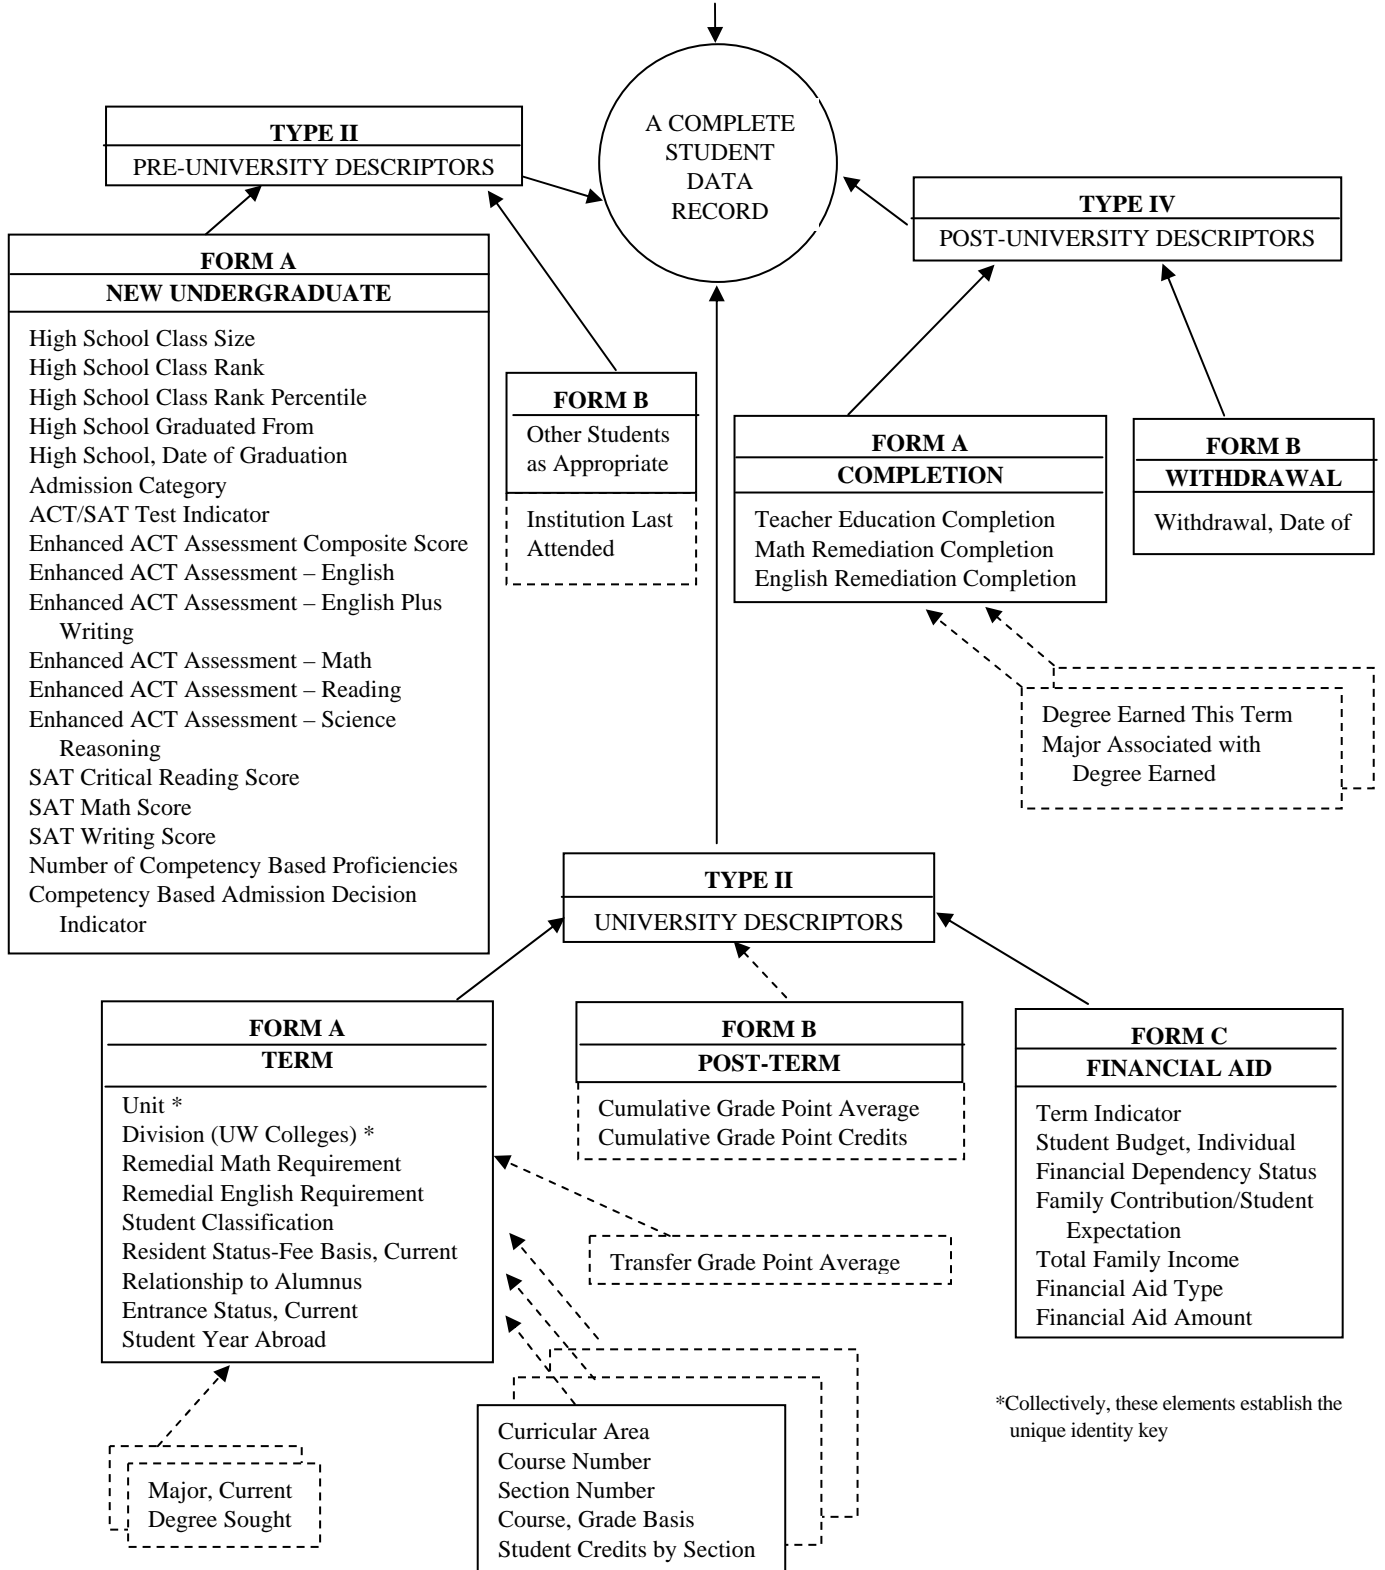 A COMPLETE
STUDENT
DATA
RECORD
TYPE II
PRE-UNIVERSITY DESCRIPTORS
TYPE IV
POST-UNIVERSITY DESCRIPTORS
FORM A
NEW UNDERGRADUATE
High School Class Size
High School Class Rank
High School Class Rank Percentile
High School Graduated From
High School, Date of Graduation
Admission Category
ACT/SAT Test Indicator
Enhanced ACT Assessment Composite Score
Enhanced ACT Assessment – English
Enhanced ACT Assessment – English Plus
Writing
Enhanced ACT Assessment – Math
Enhanced ACT Assessment – Reading
Enhanced ACT Assessment – Science
Reasoning
SAT Critical Reading Score
SAT Math Score
SAT Writing Score
Number of Competency Based Proficiencies
Competency Based Admission Decision
Indicator
FORM B
Other Students
as Appropriate
Institution Last
Attended
FORM A
COMPLETION
Teacher Education Completion
Math Remediation Completion
English Remediation Completion
FORM B
WITHDRAWAL
Withdrawal, Date of
Degree Earned This Term
Major Associated with
Degree Earned
TYPE II
UNIVERSITY DESCRIPTORS
FORM A
TERM
Unit *
Division (UW Colleges) *
Remedial Math Requirement
Remedial English Requirement
Student Classification
Resident Status-Fee Basis, Current
Relationship to Alumnus
Entrance Status, Current
Student Year Abroad
FORM B
POST-TERM
Cumulative Grade Point Average
Cumulative Grade Point Credits
Transfer Grade Point Average
FORM C
FINANCIAL AID
Term Indicator
Student Budget, Individual
Financial Dependency Status
Family Contribution/Student
Expectation
Total Family Income
Financial Aid Type
Financial Aid Amount
Major, Current
Degree Sought
Curricular Area
Course Number
Section Number
Course, Grade Basis
Student Credits by Section
*Collectively, these elements establish the
unique identity key